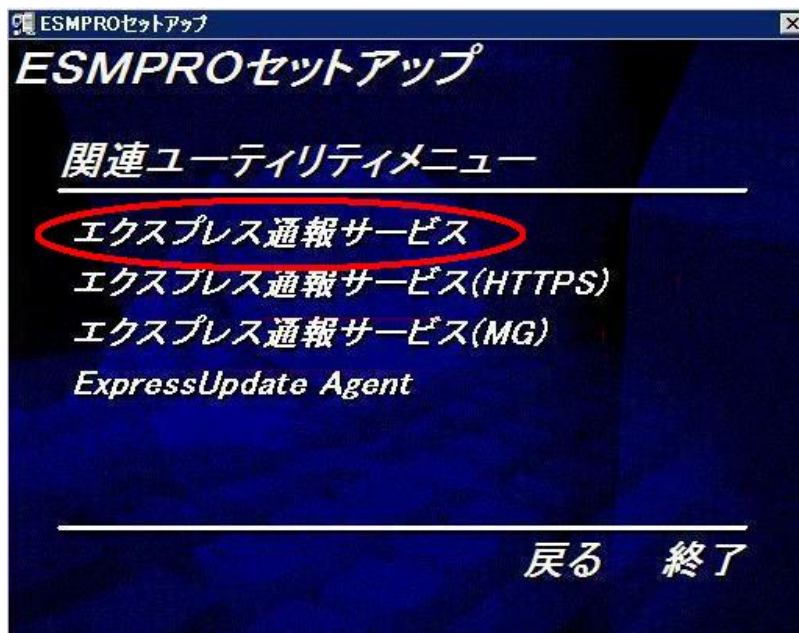 ESMPROセットアップ
ESMPROセットアップ
関連ユーティリティメニュー
エクスプレス通報サービス
エクスプレス通報サービス(HTTPS)
エクスプレス通報サービス(MG)
ExpressUpdate Agent
戻る 終了